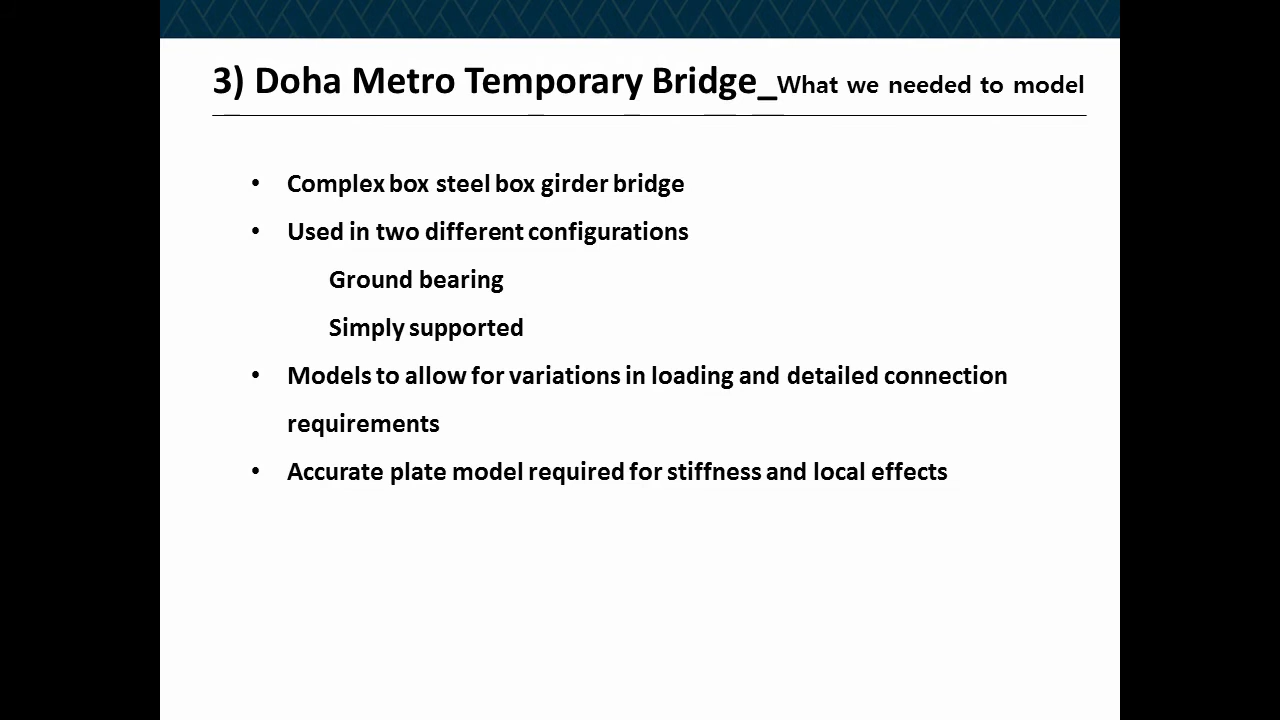 3) Doha Metro Temporary Bridge_What we needed to model
• Complex box steel box girder bridge
• Used in two different configurations
Ground bearing
Simply supported
• Models to allow for variations in loading and detailed connection
requirements
• Accurate plate model required for stiffness and local effects